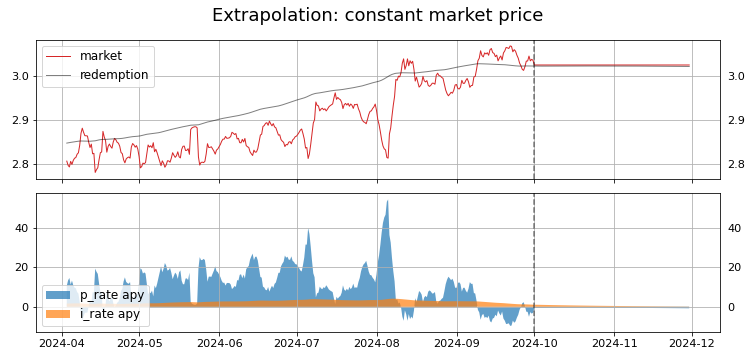 Extrapolation: constant market price
market
redemption
3.0
2.9
2.8
3.0
2.9
2.8
p_rate apy
i_rate apy
40
20
0
40
20
0
2024-04 2024-05 2024-06 2024-07 2024-08 2024-09 2024-10 2024-11 2024-12